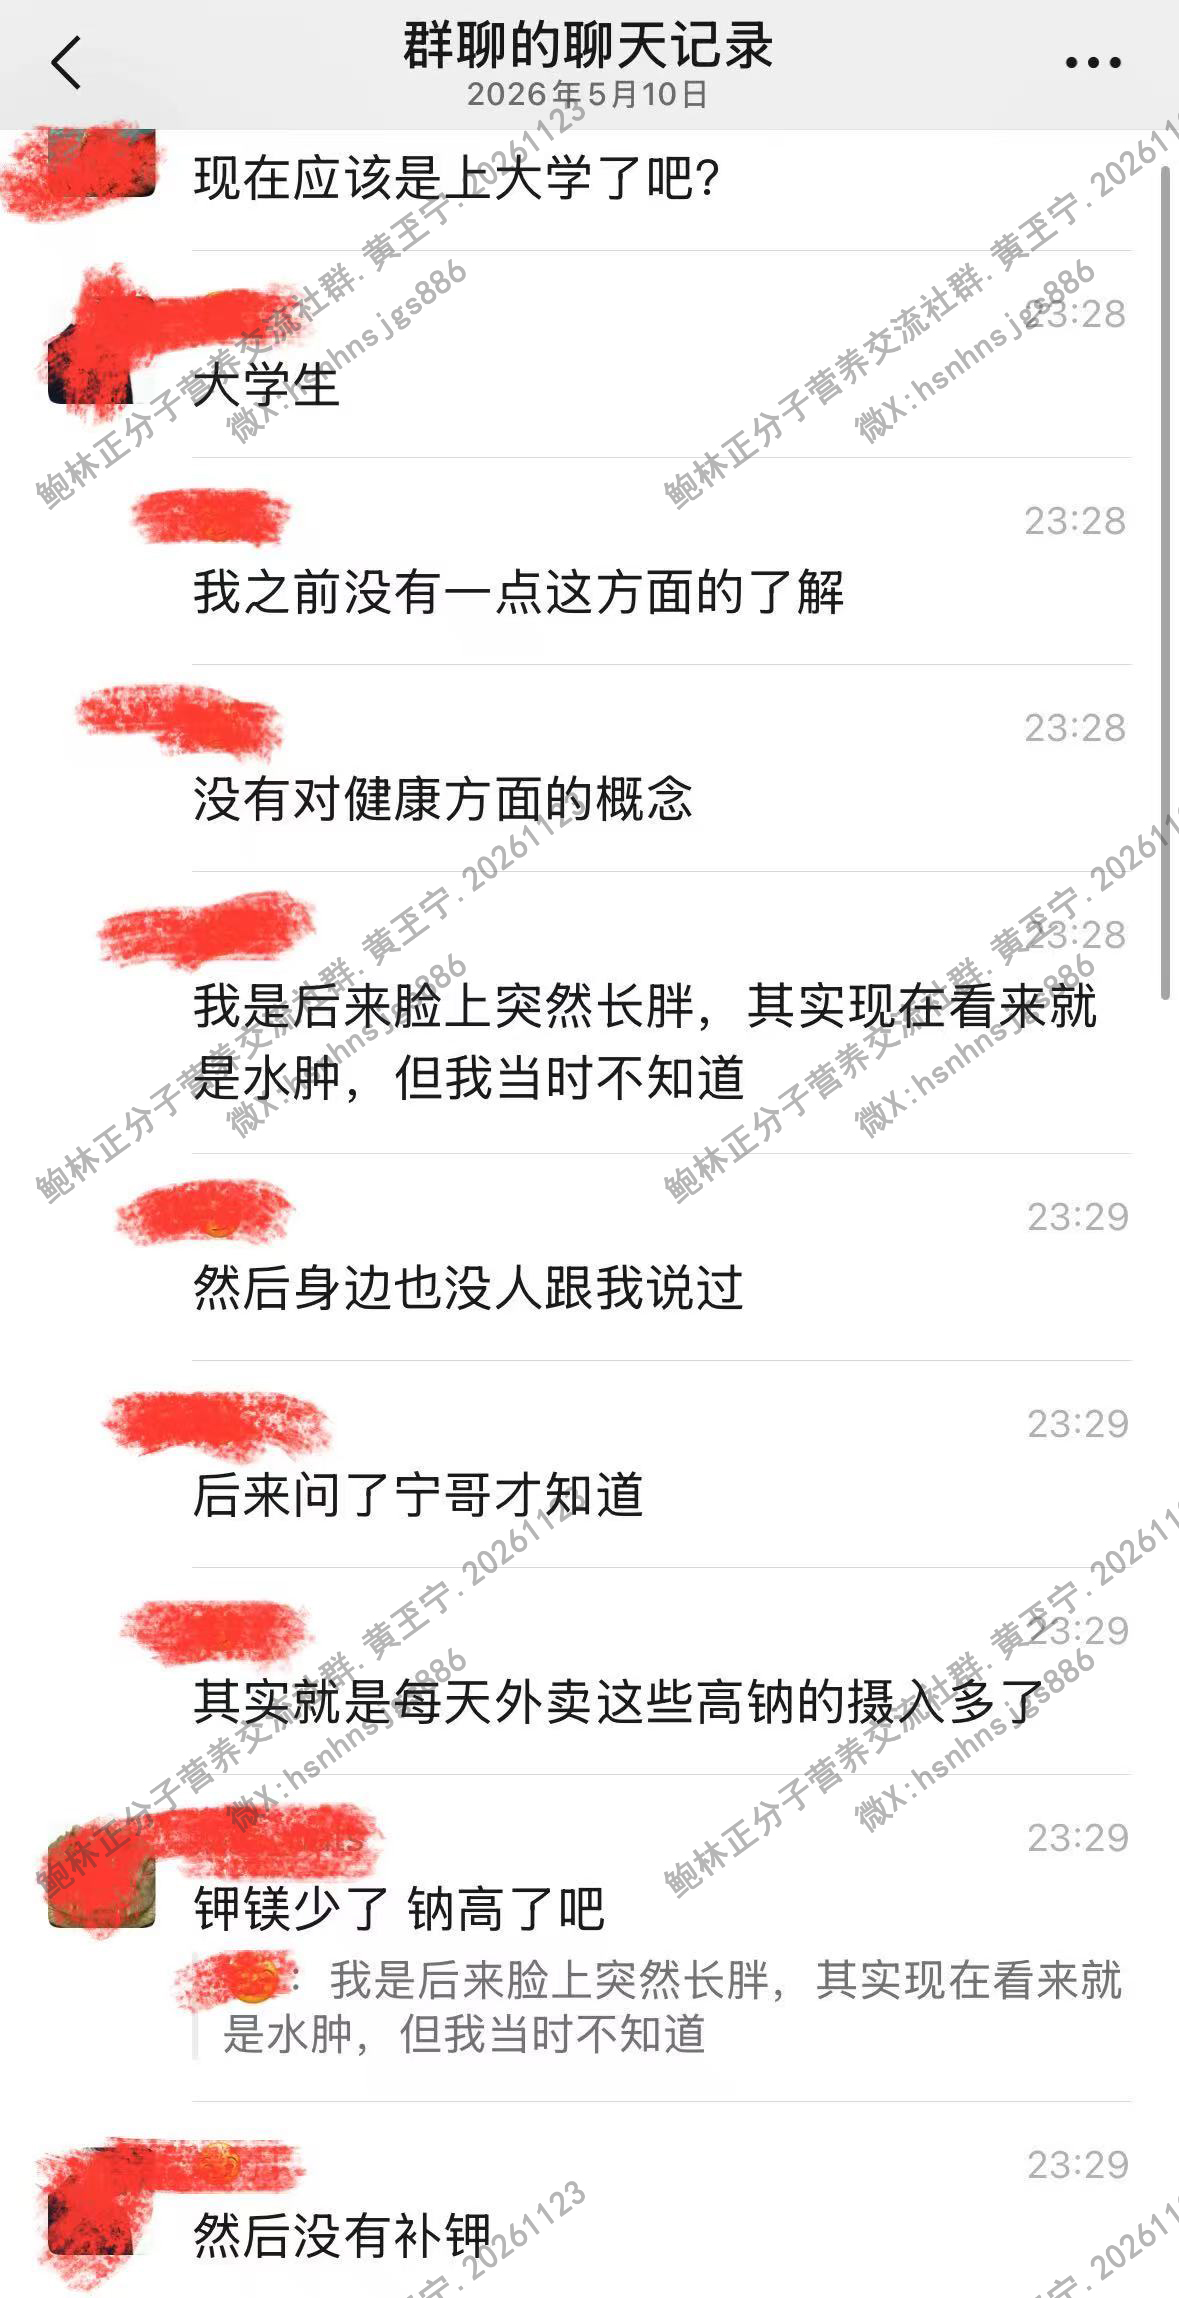 群聊的聊天记录
2026年5月10日
现在应该是上大学了吧?
23:28
大学生
23:28
我之前没有一点这方面的了解
23:28
没有对健康方面的概念
23:28
我是后来脸上突然长胖，其实现在看来就
是水肿，但我当时不知道
23:29
然后身边也没人跟我说过
23:29
后来问了宁哥才知道
23:29
其实就是每天外卖这些高钠的摄入多了
23:29
钾镁少了 钠高了吧
：我是后来脸上突然长胖，其实现在看来就
是水肿，但我当时不知道
23:29
然后没有补钾
鲍林正分子营养交流社群.黄玊宁.20261123
微X:hsnhnsjgs886